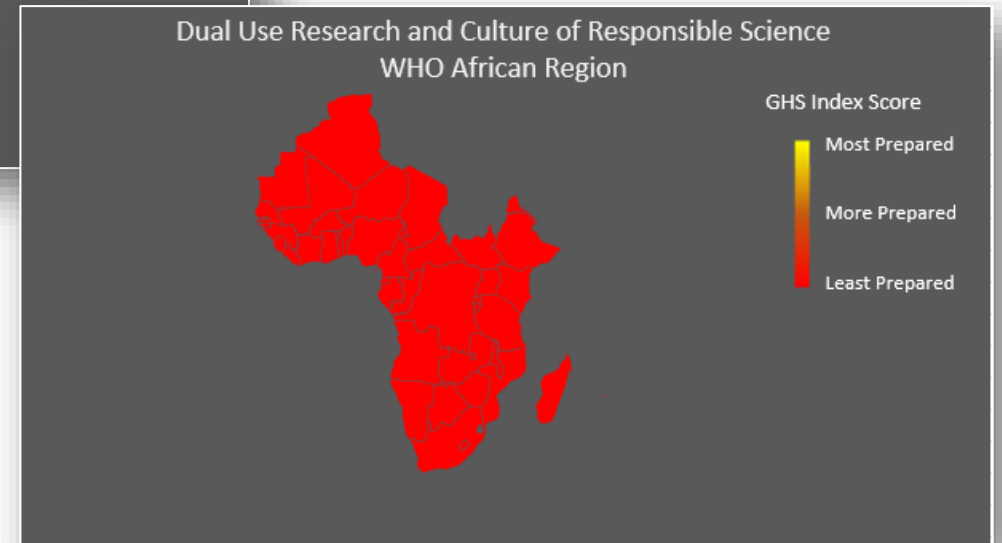 Dual Use Research and Culture of Responsible Science
WHO African Region
GHS Index Score
Most Prepared
More Prepared
Least Prepared